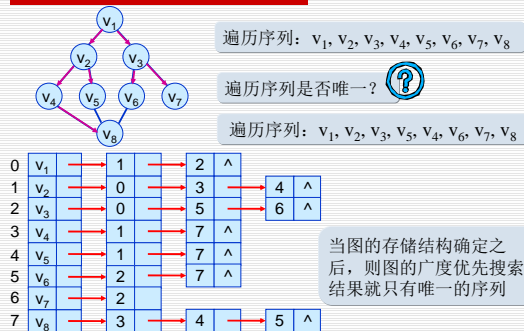 v1
v2 v3
v4 v5 v6 v7
v8
遍历序列:v1, v2, v3, v4, v5, v6, v7, v8
遍历序列是否唯一? ?
遍历序列:v1, v2, v3, v5, v4, v6, v7, v8
0 v1 1 2 ^
1 v2 0 3 4 ^
2 v3 0 5 6 ^
3 v4 1 7 ^
4 v5 1 7 ^
5 v6 2 7 ^
6 v7 2
7 v8 3 4 5 ^
当图的存储结构确定之
后,则图的广度优先搜索
结果就只有唯一的序列